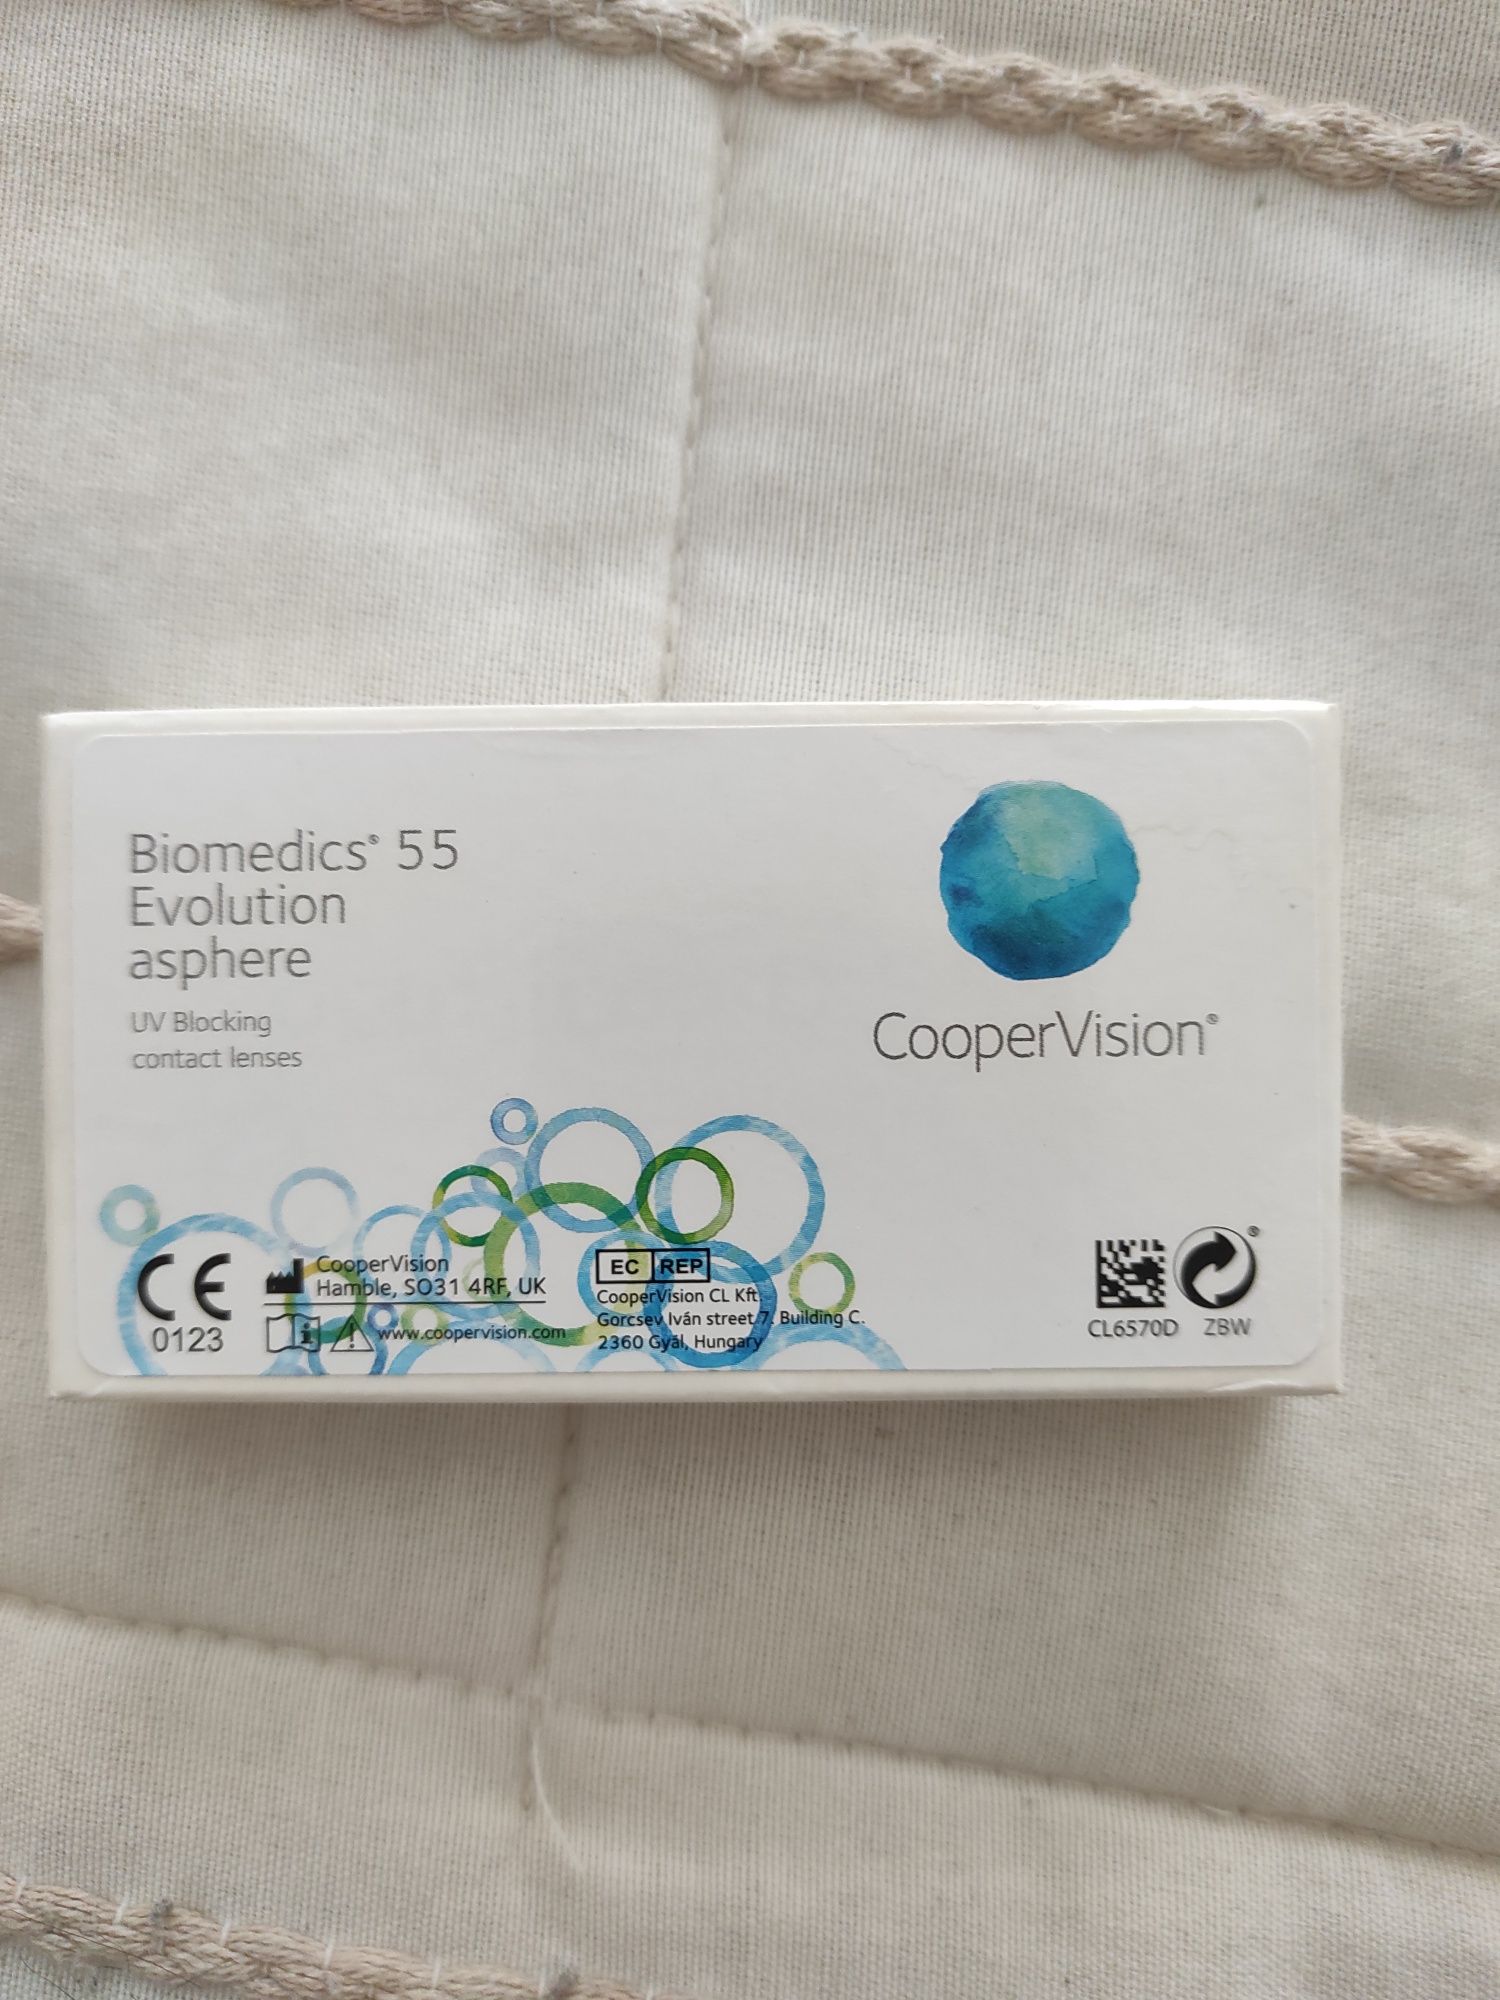 Biomedics® 55
Evolution
asphere
UV Blocking
contact lenses
CooperVision®
CE
0123
CooperVision
Hamble, SO31 4RF, UK
www.coopervision.com
EC REP
CooperVision CL Kft.
Gorcsev Iván street 7. Building C.
2360 Gyál, Hungary
®
CL6570D ZBW